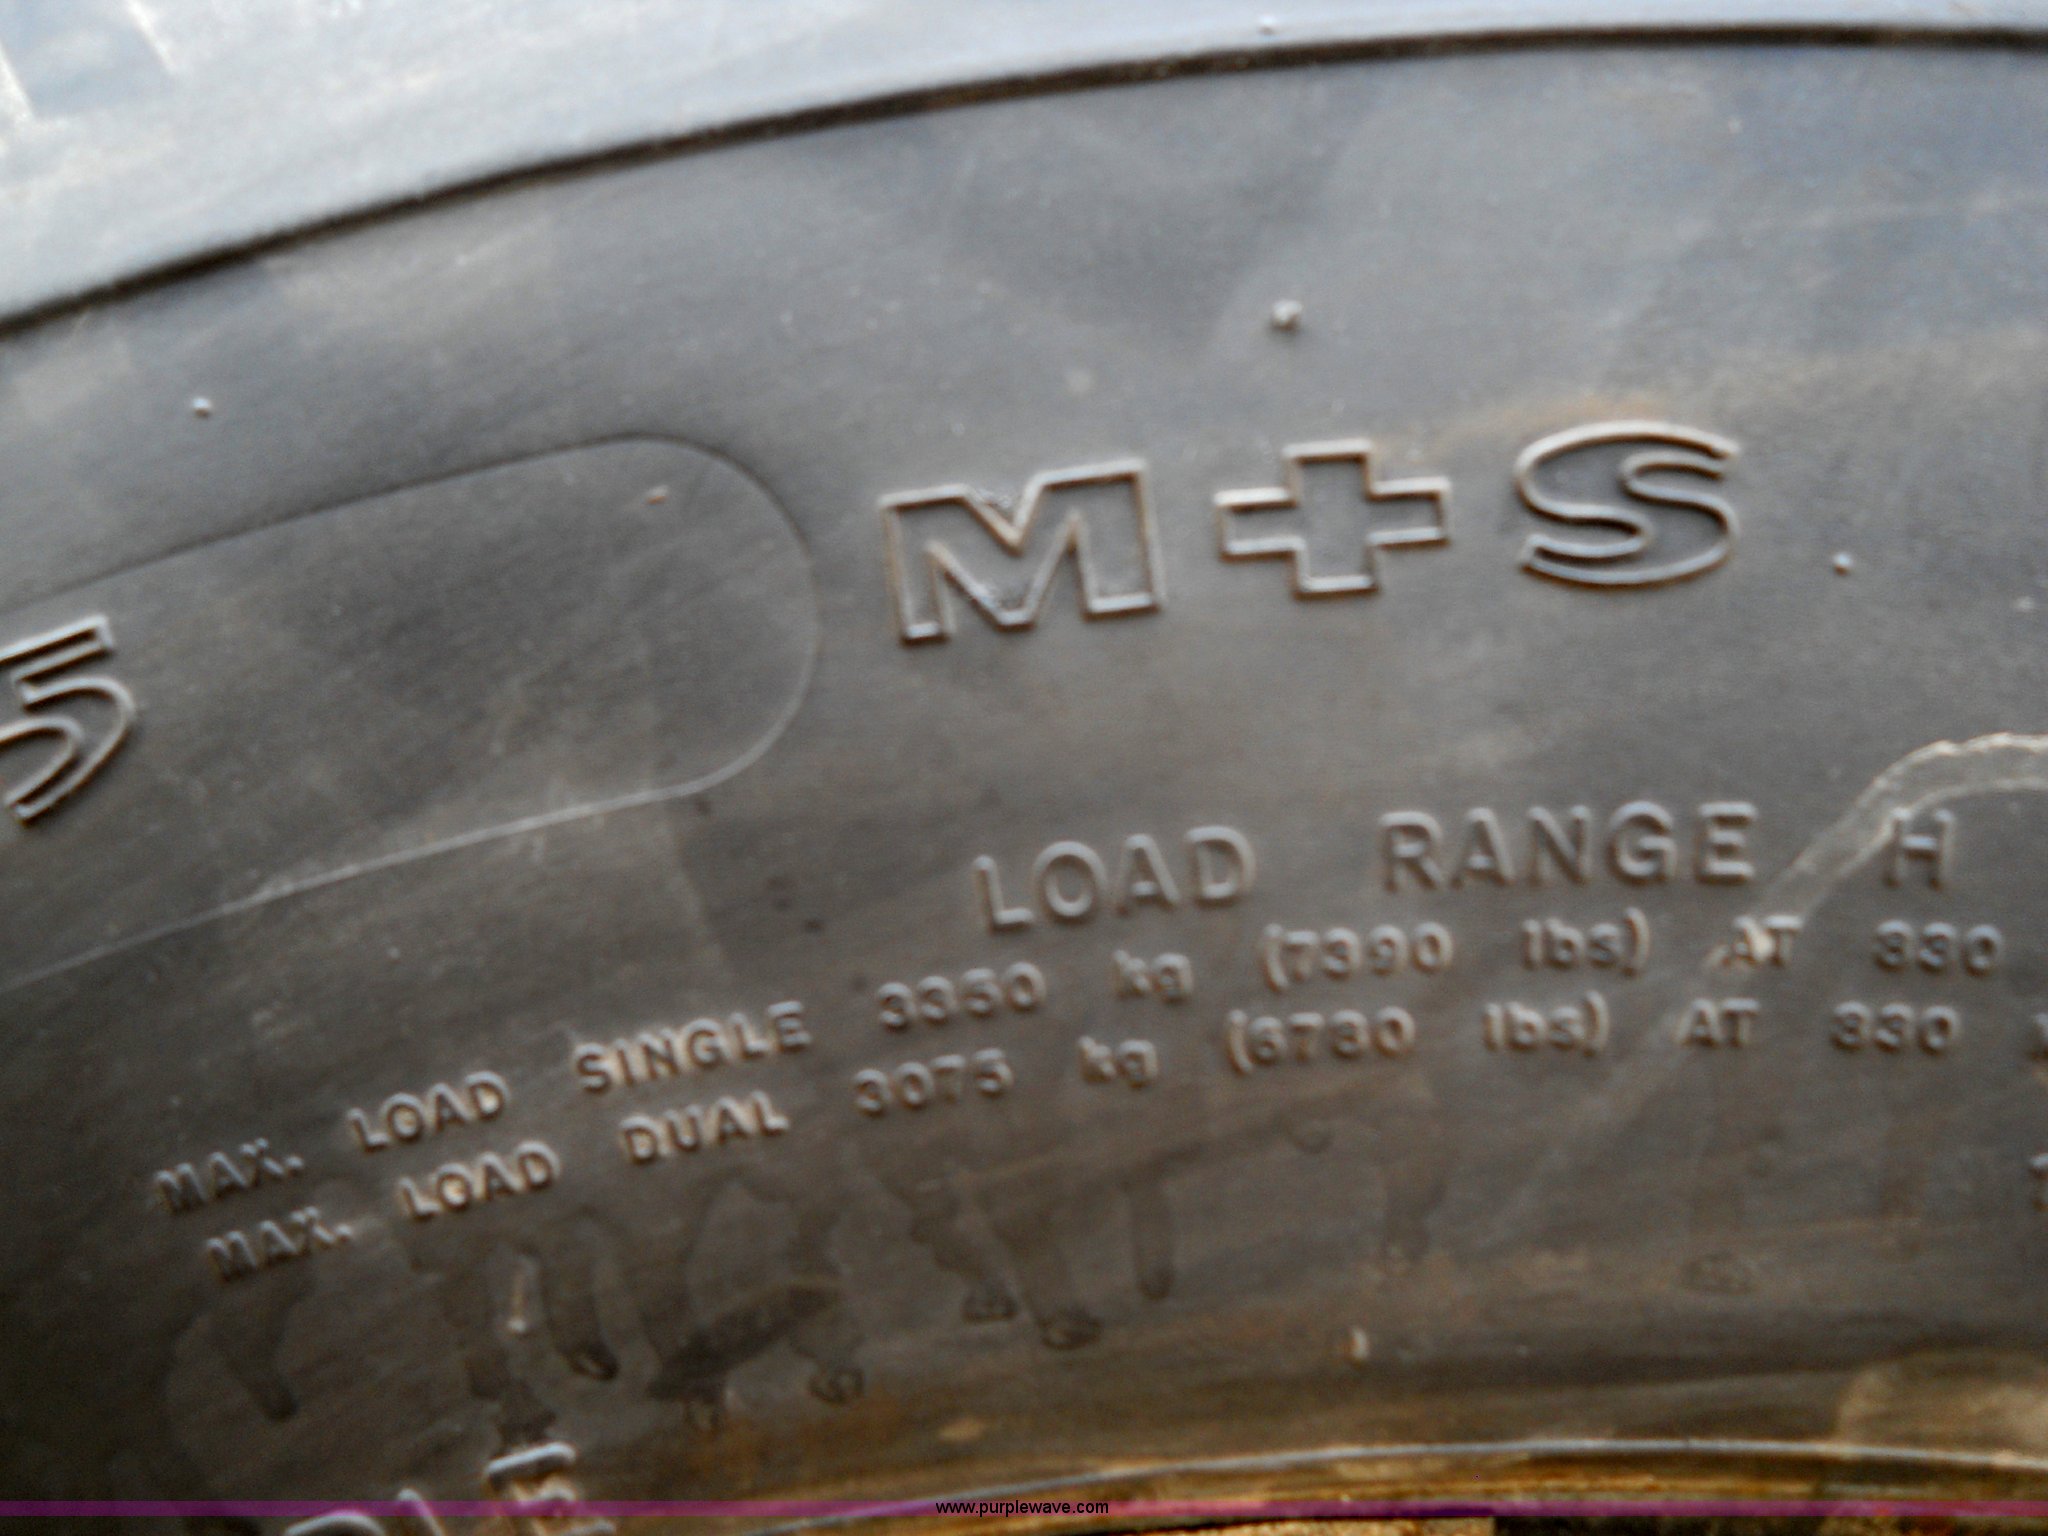 5
M+S
LOAD RANGE H
MAX. LOAD SINGLE 3350 kg (7390 lbs) AT 830
MAX. LOAD DUAL 3075 kg (6780 lbs) AT 830
www.purplewave.com